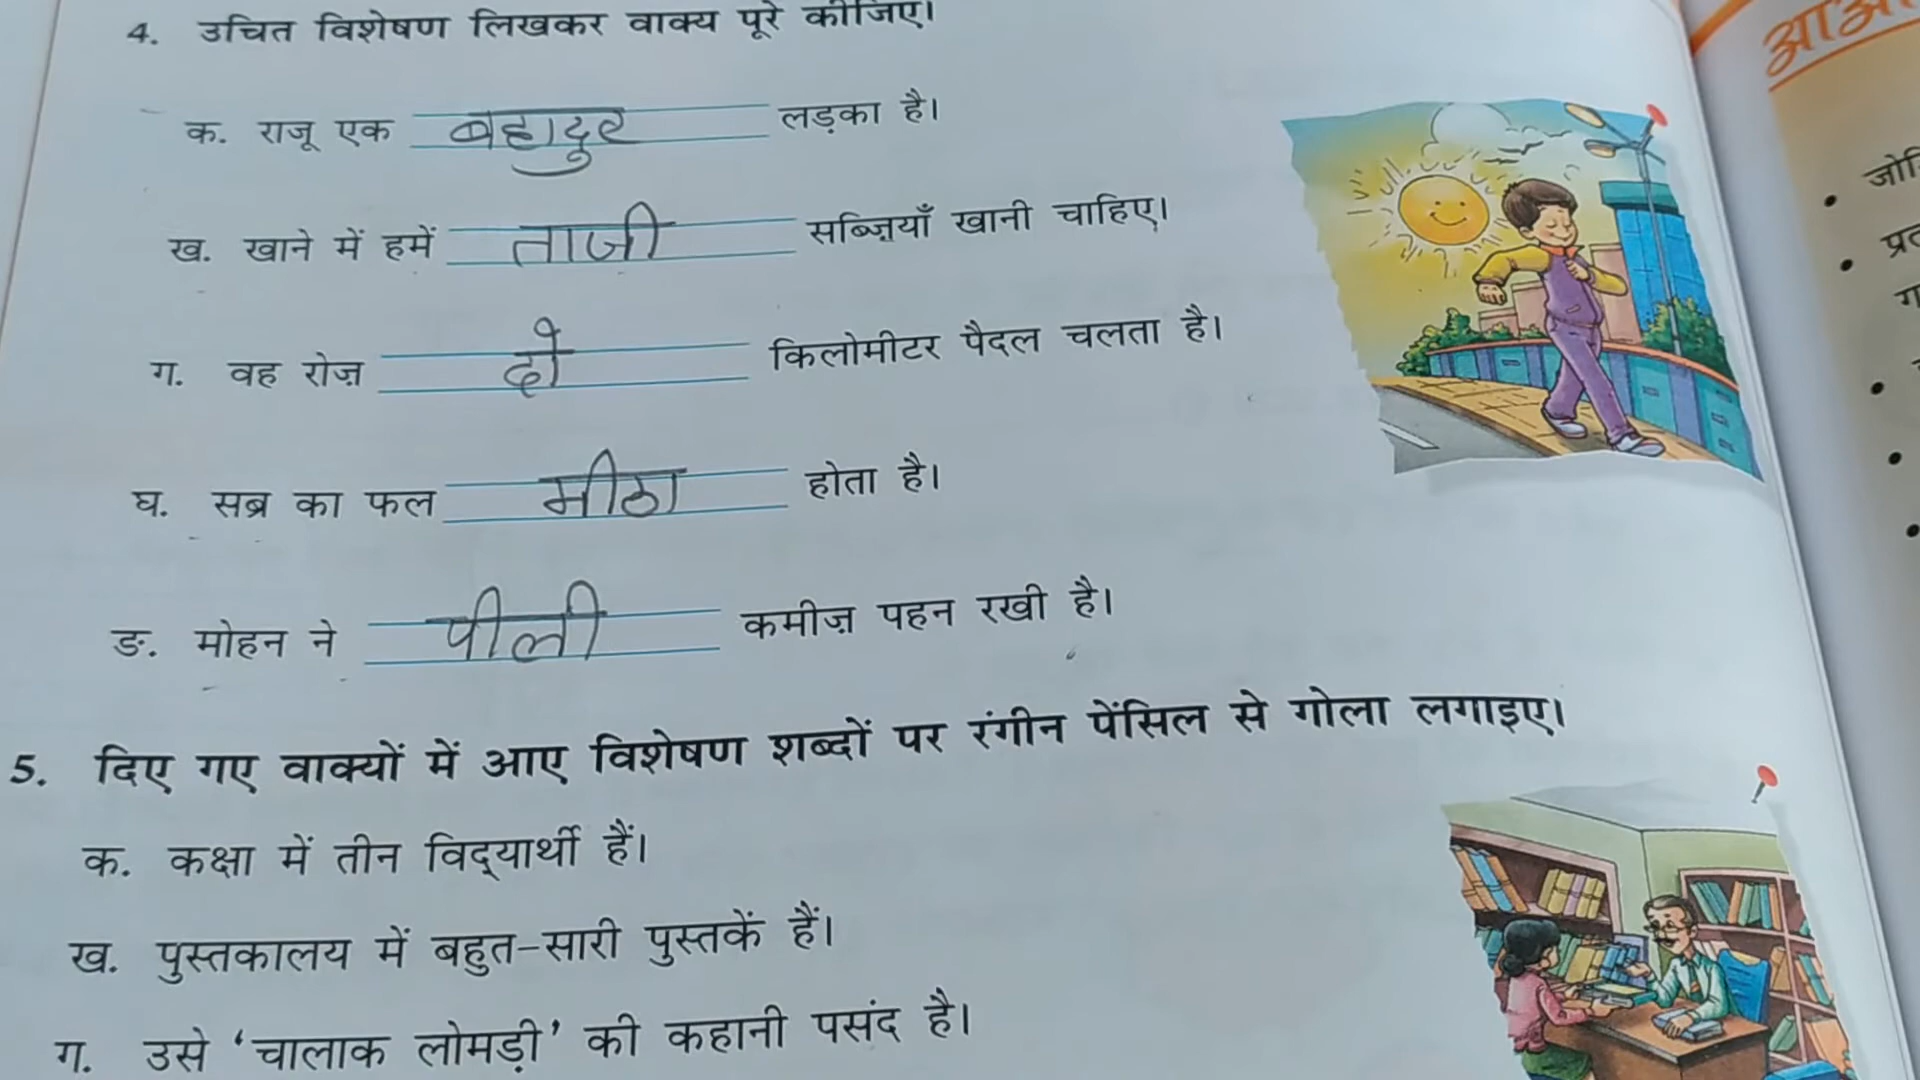 4. उचित विशेषण लिखकर वाक्य पूरे कीजिए।
क. राजू एक बहादुर लड़का है।
ख. खाने में हमें ताजी सब्ज़ियाँ खानी चाहिए।
ग. वह रोज़ दो किलोमीटर पैदल चलता है।
घ. सब्र का फल मीठा होता है।
ङ. मोहन ने पीली कमीज़ पहन रखी है।
5. दिए गए वाक्यों में आए विशेषण शब्दों पर रंगीन पेंसिल से गोला लगाइए।
क. कक्षा में तीन विद्यार्थी हैं।
ख. पुस्तकालय में बहुत-सारी पुस्तकें हैं।
ग. उसे ‘चालाक लोमड़ी’ की कहानी पसंद है।